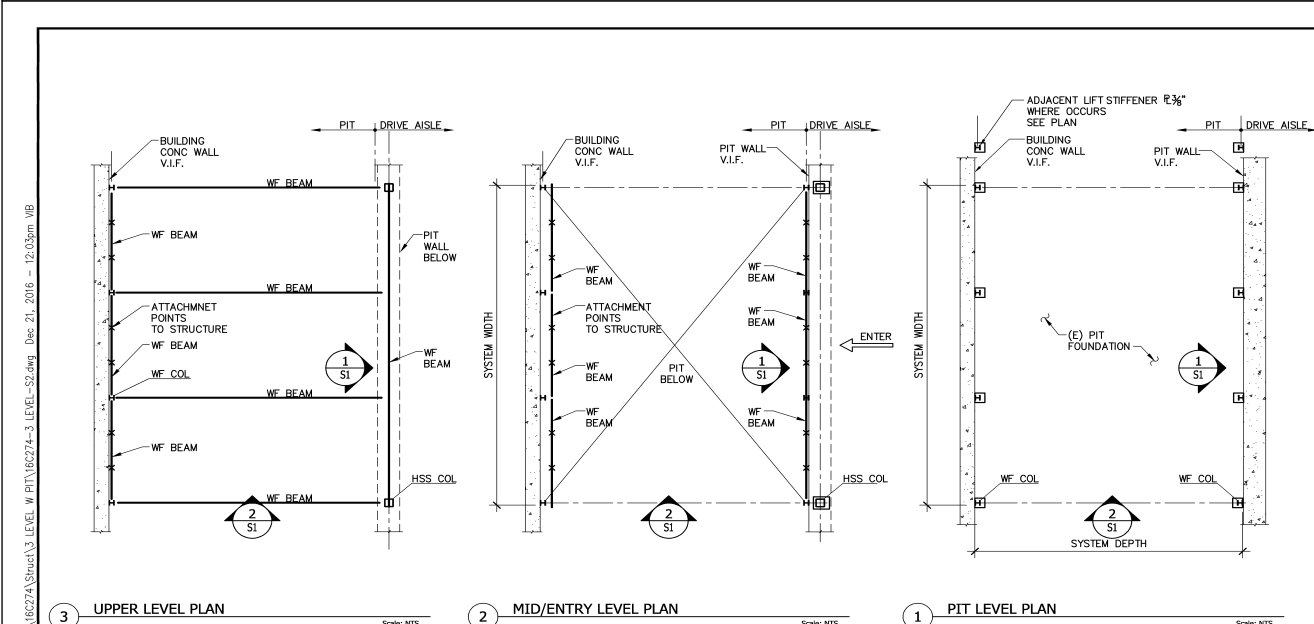 16C274\Struct\3 LEVEL W PIT\16C274-3 LEVEL-S2.dwg Dec 21, 2016 - 12:03pm VIB
PIT DRIVE AISLE
BUILDING
CONC WALL
V.I.F.
WF BEAM
WF BEAM
PIT
WALL
BELOW
WF BEAM
ATTACHMNET
POINTS
TO STRUCTURE
WF BEAM
1
S1
WF
BEAM
WF COL
WF BEAM
WF BEAM
HSS COL
WF BEAM
2
S1
3
UPPER LEVEL PLAN
Scale: NTS
PIT DRIVE AISLE
BUILDING
CONC WALL
V.I.F.
PIT WALL
V.I.F.
SYSTEM WIDTH
WF
BEAM
WF
BEAM
ATTACHMENT
POINTS
TO STRUCTURE
WF
BEAM
ENTER
WF
BEAM
PIT
BELOW
1
S1
WF
BEAM
WF
BEAM
HSS COL
2
S1
2
MID/ENTRY LEVEL PLAN
Scale: NTS
ADJACENT LIFT STIFFENER PL3/8"
WHERE OCCURS
SEE PLAN
PIT DRIVE AISLE
BUILDING
CONC WALL
V.I.F.
PIT WALL
V.I.F.
SYSTEM WIDTH
(E) PIT
FOUNDATION
1
S1
WF COL
WF COL
2
S1
SYSTEM DEPTH
1
PIT LEVEL PLAN
Scale: NTS